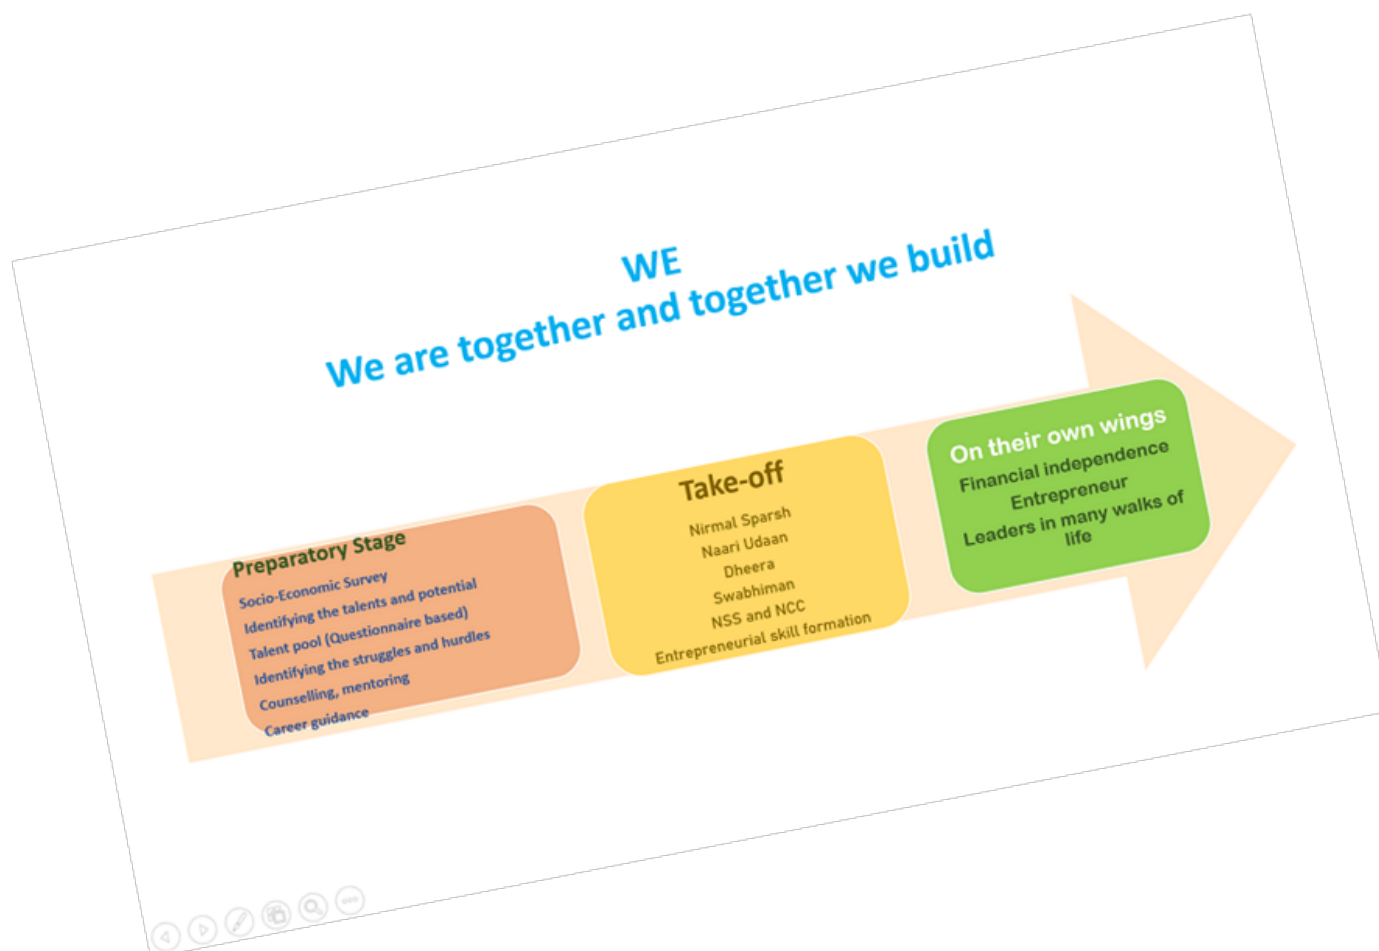 WE
We are together and together we build
Preparatory Stage
Socio-Economic Survey
Identifying the talents and potential
Talent pool (Questionnaire based)
Identifying the struggles and hurdles
Counselling, mentoring
Career guidance
Take-off
Nirmal Sparsh
Naari Udaan
Dheera
Swabhiman
NSS and NCC
Entrepreneurial skill formation
On their own wings
Financial independence
Entrepreneur
Leaders in many walks of
life